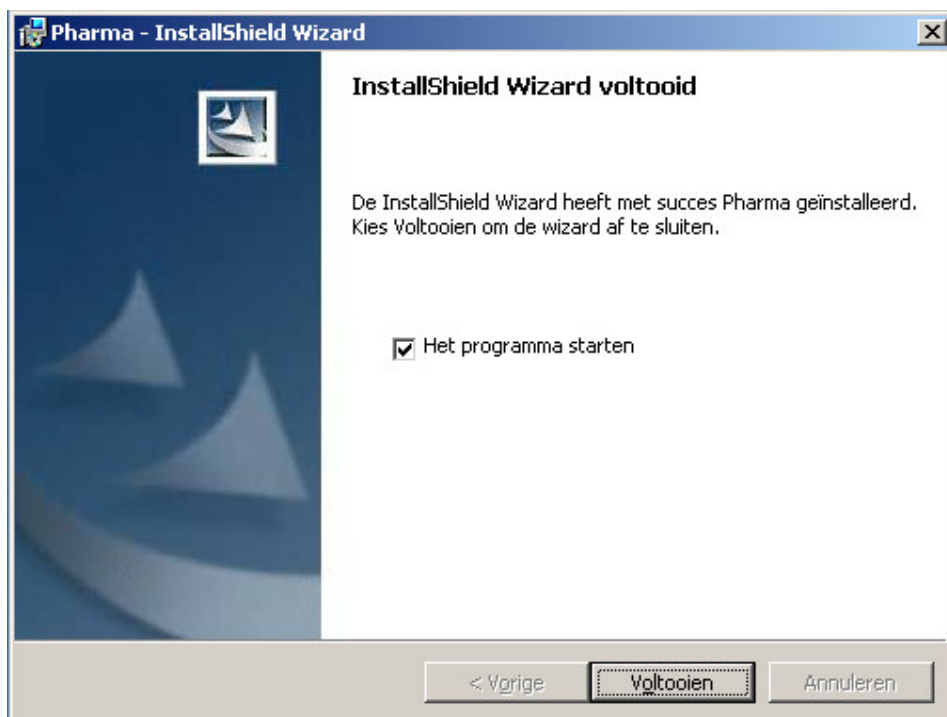 Pharma - InstallShield Wizard
InstallShield Wizard voltooid
De InstallShield Wizard heeft met succes Pharma geïnstalleerd.
Kies Voltooien om de wizard af te sluiten.
Het programma starten
< Vorige
Voltooien
Annuleren